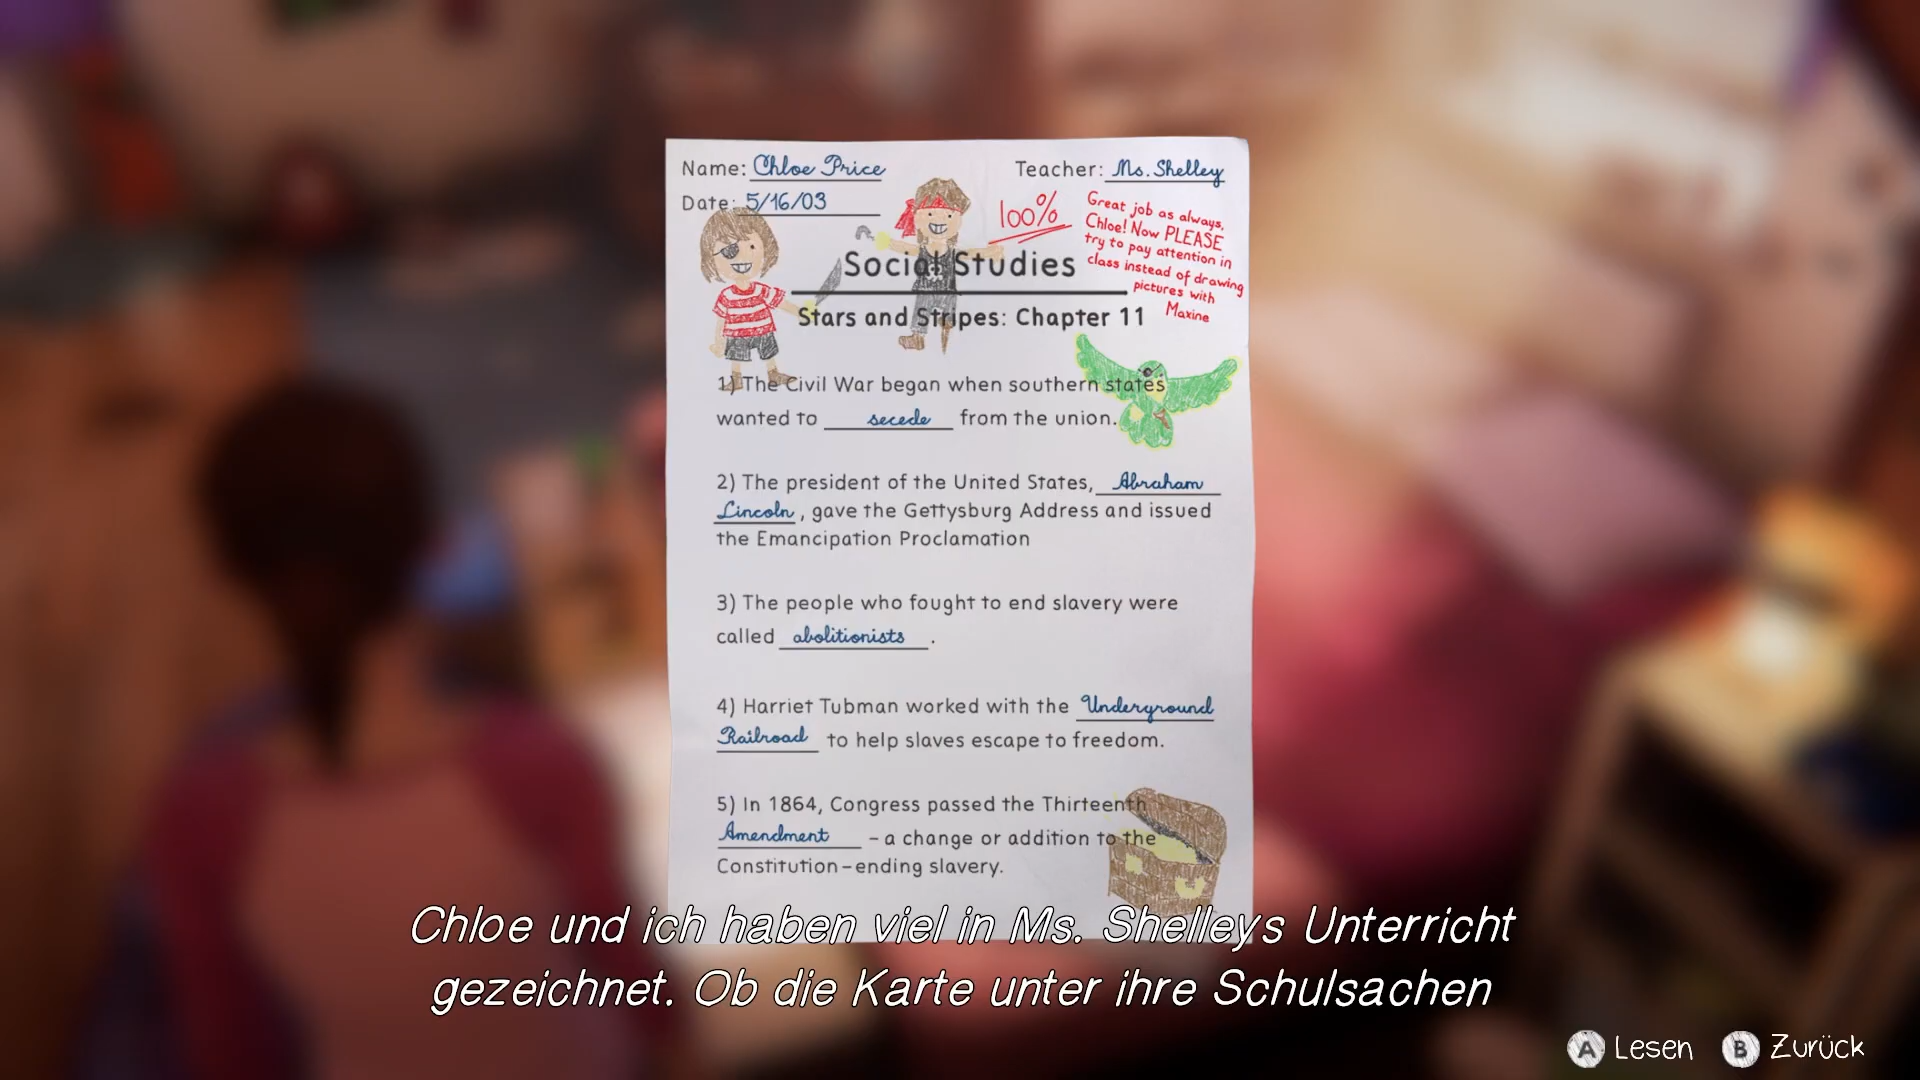 Name: Chloe Price
Teacher: Ms. Shelley
Date: 5/16/03
100%
Great job as always,
Chloe! Now PLEASE
try to pay attention in
class instead of drawing
pictures with
Maxine
Social Studies
Stars and Stripes: Chapter 11
1) The Civil War began when southern states
wanted to secede from the union.
2) The president of the United States, Abraham
Lincoln, gave the Gettysburg Address and issued
the Emancipation Proclamation
3) The people who fought to end slavery were
called abolitionists.
4) Harriet Tubman worked with the Underground
Railroad to help slaves escape to freedom.
5) In 1864, Congress passed the Thirteenth
Amendment – a change or addition to the
Constitution – ending slavery.
Chloe und ich haben viel in Ms. Shelleys Unterricht
gezeichnet. Ob die Karte unter ihre Schulsachen
A Lesen B Zurück